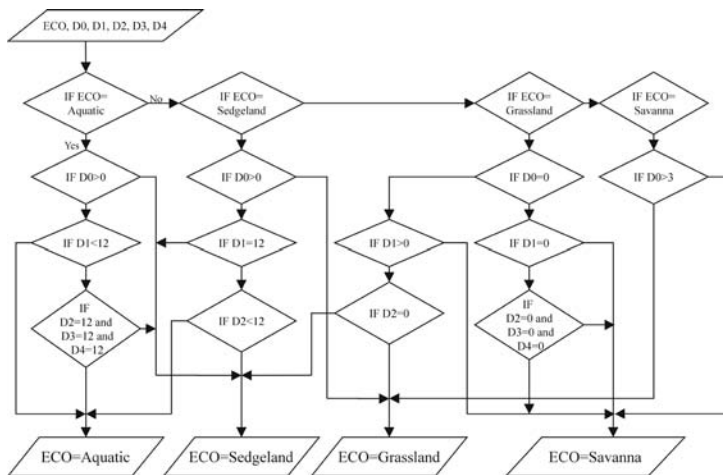 ECO, D0, D1, D2, D3, D4
IF ECO=
Aquatic
No
IF ECO=
Sedgeland
IF ECO=
Grassland
IF ECO=
Savanna
Yes
IF D0>0
IF D0>0
IF D0=0
IF D0>3
IF D1<12
IF D1=12
IF D1>0
IF D1=0
IF
D2=12 and
D3=12 and
D4=12
IF D2<12
IF D2=0
IF
D2=0 and
D3=0 and
D4=0
ECO=Aquatic
ECO=Sedgeland
ECO=Grassland
ECO=Savanna